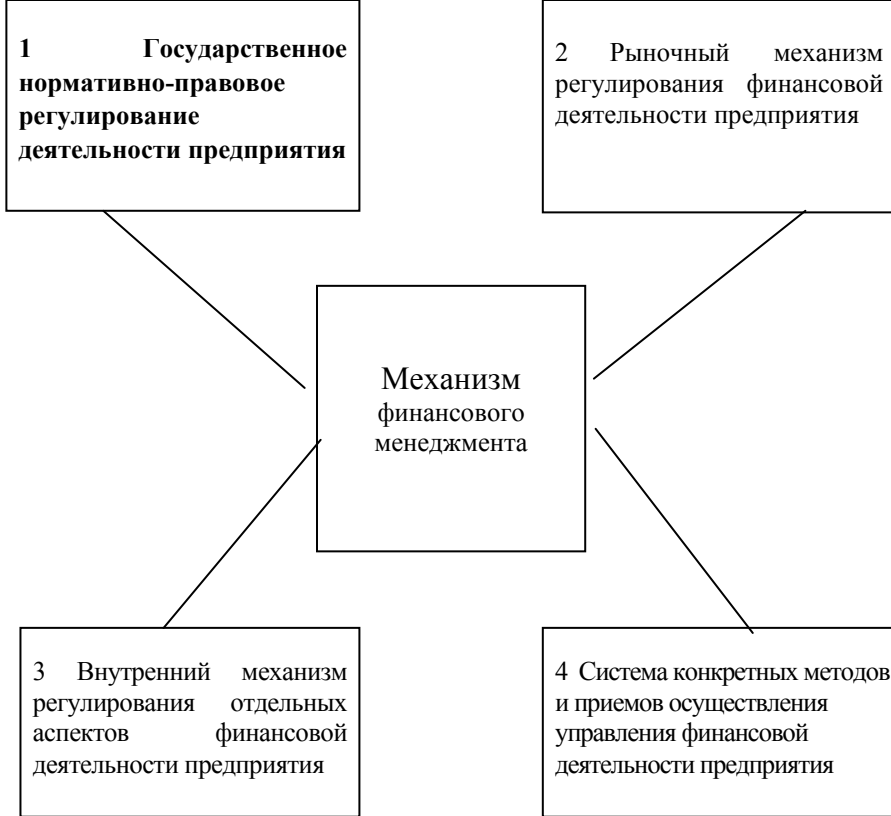 1 Государственное
нормативно-правовое
регулирование
деятельности предприятия
2 Рыночный механизм
регулирования финансовой
деятельности предприятия
Механизм
финансового
менеджмента
3 Внутренний механизм
регулирования отдельных
аспектов финансовой
деятельности предприятия
4 Система конкретных методов
и приемов осуществления
управления финансовой
деятельности предприятия